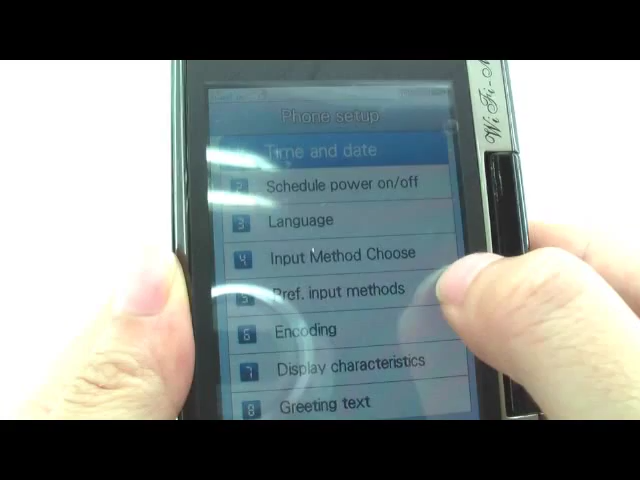 Phone setup
Time and date
2 Schedule power on/off
3 Language
4 Input Method Choose
5 Pref. input methods
6 Encoding
7 Display characteristics
8 Greeting text